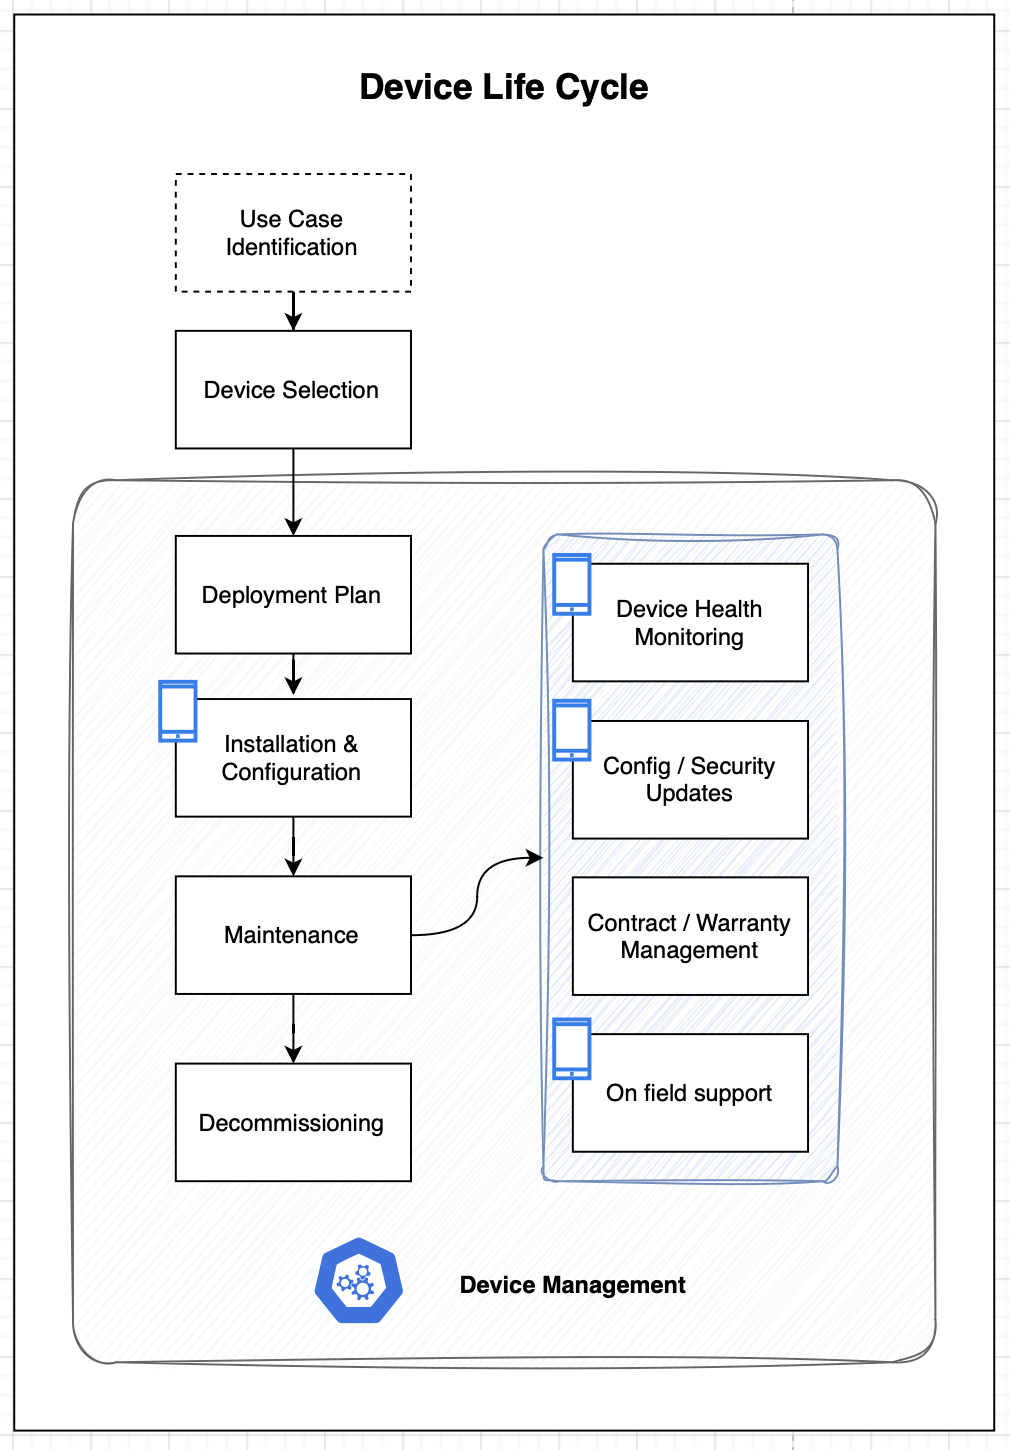 Device Life Cycle
Use Case
Identification
Device Selection
Deployment Plan
Installation &
Configuration
Maintenance
Decommissioning
Device Health
Monitoring
Config / Security
Updates
Contract / Warranty
Management
On field support
Device Management